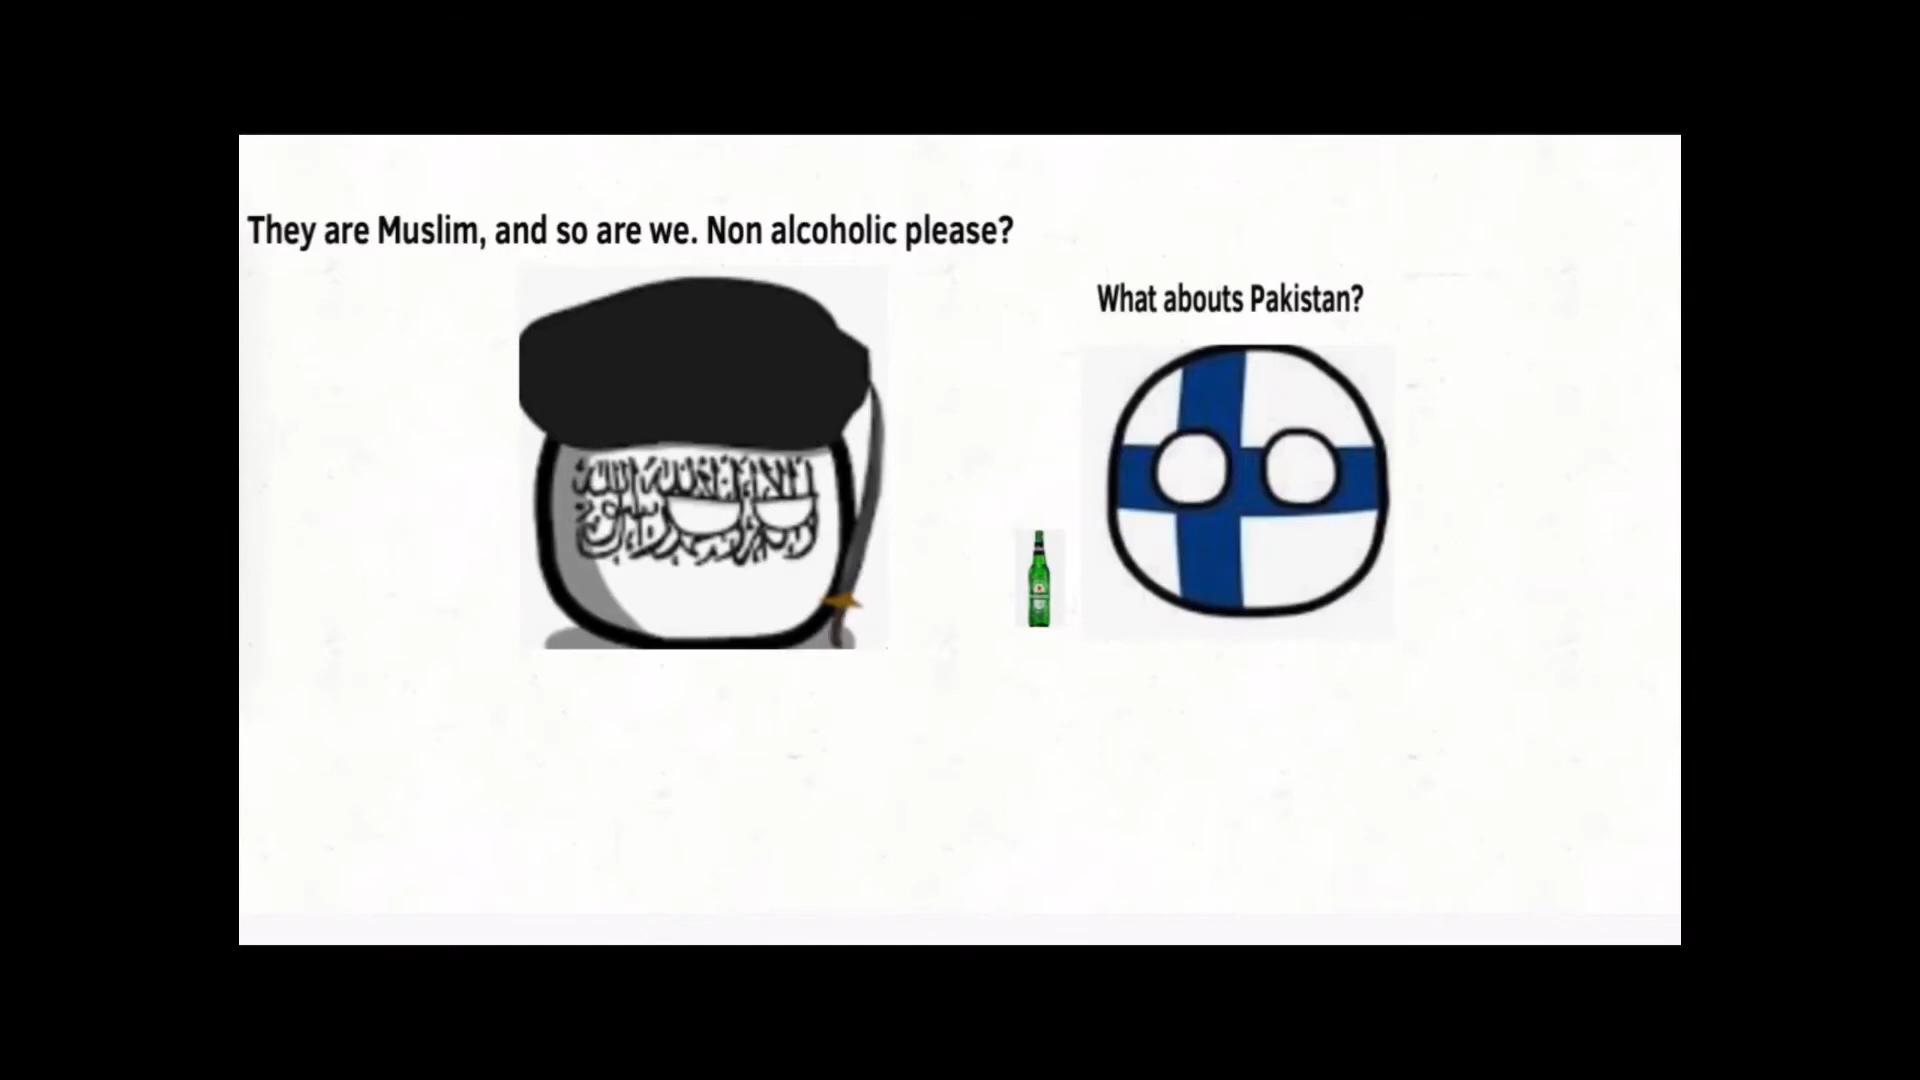 They are Muslim, and so are we. Non alcoholic please?
What abouts Pakistan?